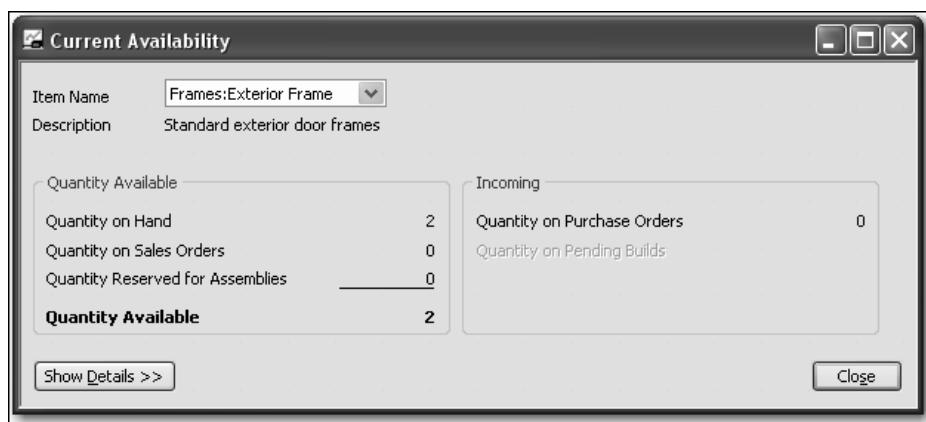 Current Availability
Item Name Frames:Exterior Frame
Description Standard exterior door frames
Quantity Available
Quantity on Hand 2
Quantity on Sales Orders 0
Quantity Reserved for Assemblies 0
Quantity Available 2
Incoming
Quantity on Purchase Orders 0
Quantity on Pending Builds
Show Details >>
Close